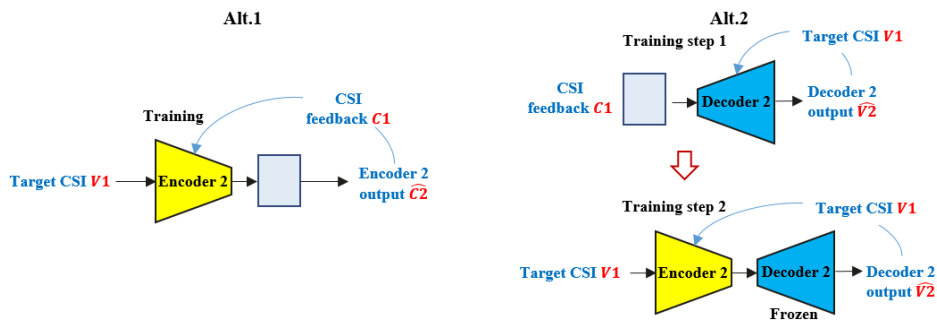 Alt.1
Training
CSI
feedback C1
Target CSI V1
Encoder 2
Encoder 2
output Ĉ2
Alt.2
Training step 1
Target CSI V1
CSI
feedback C1
Decoder 2
Decoder 2
output V̂2
Training step 2
Target CSI V1
Target CSI V1
Encoder 2
Decoder 2
Decoder 2
output V̂2
Frozen